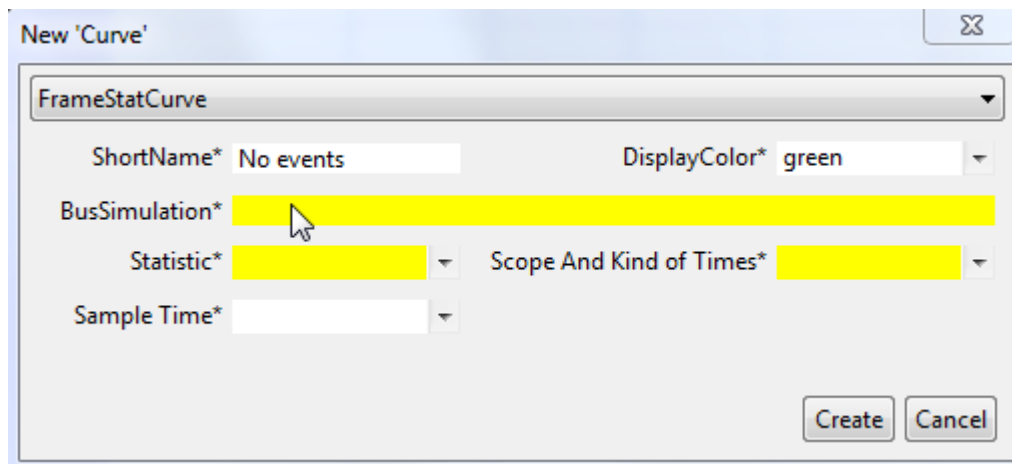 New 'Curve'
FrameStatCurve
ShortName* No events DisplayColor* green
BusSimulation*
Statistic* Scope And Kind of Times*
Sample Time*
Create Cancel